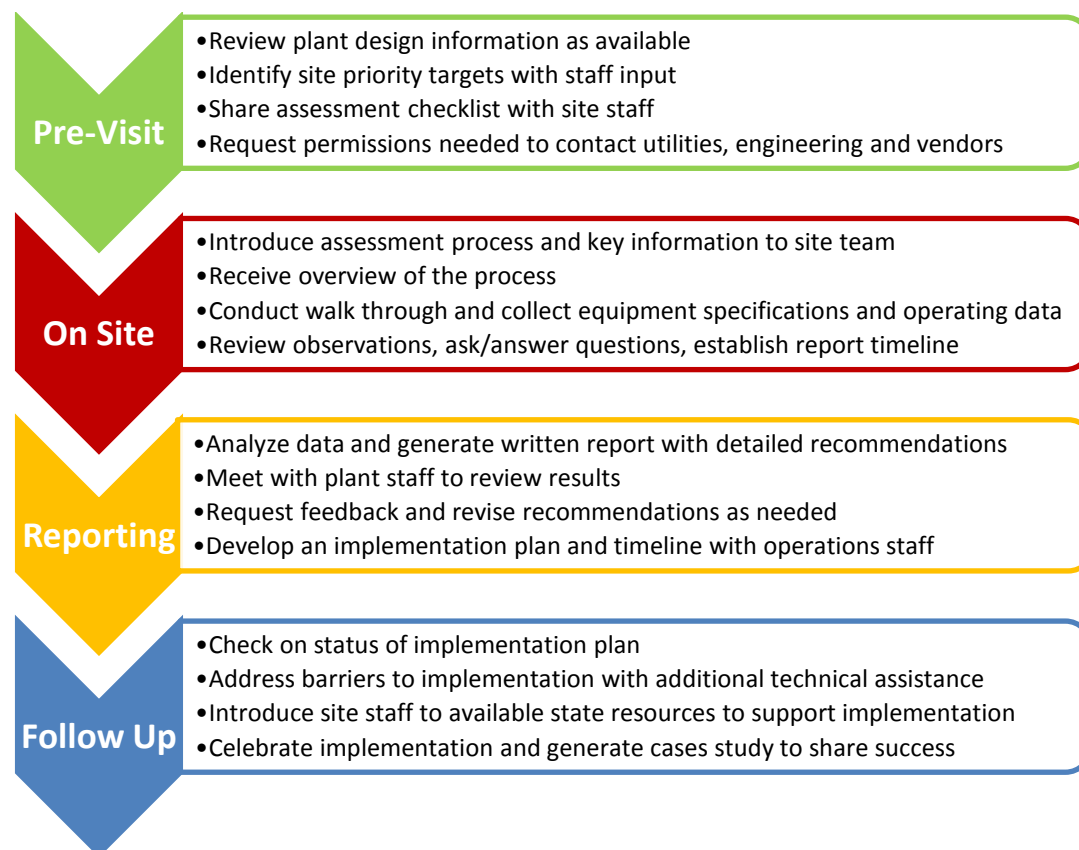 Pre-Visit
•Review plant design information as available
•Identify site priority targets with staff input
•Share assessment checklist with site staff
•Request permissions needed to contact utilities, engineering and vendors
On Site
•Introduce assessment process and key information to site team
•Receive overview of the process
•Conduct walk through and collect equipment specifications and operating data
•Review observations, ask/answer questions, establish report timeline
Reporting
•Analyze data and generate written report with detailed recommendations
•Meet with plant staff to review results
•Request feedback and revise recommendations as needed
•Develop an implementation plan and timeline with operations staff
Follow Up
•Check on status of implementation plan
•Address barriers to implementation with additional technical assistance
•Introduce site staff to available state resources to support implementation
•Celebrate implementation and generate cases study to share success